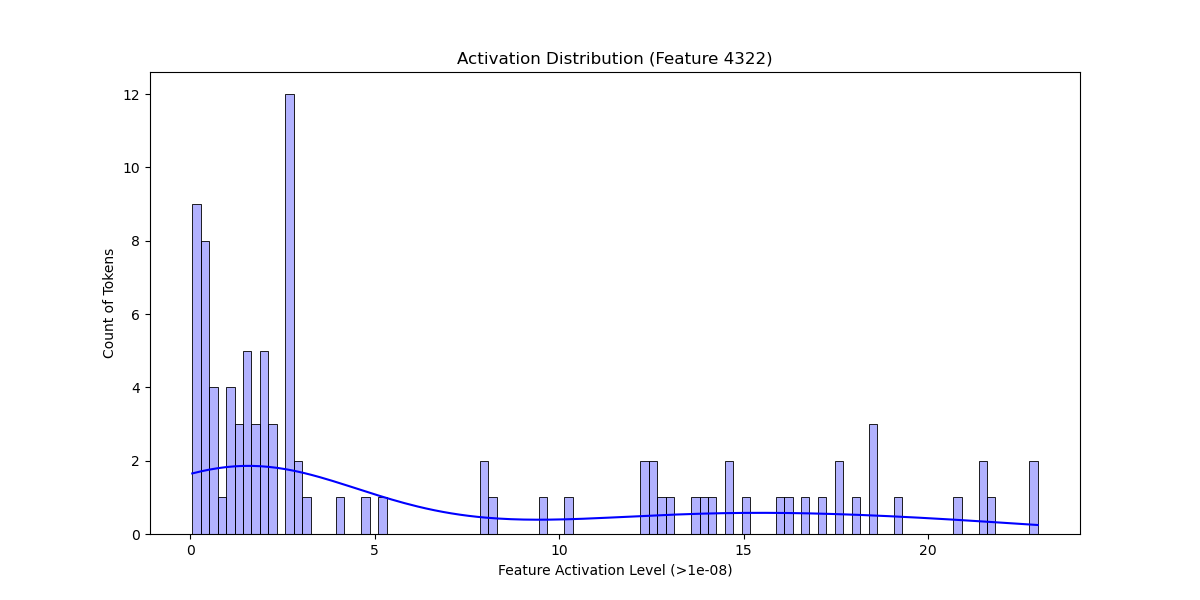 Activation Distribution (Feature 4322)
12
10
8
6
4
2
0
Count of Tokens
0 5 10 15 20
Feature Activation Level (>1e-08)